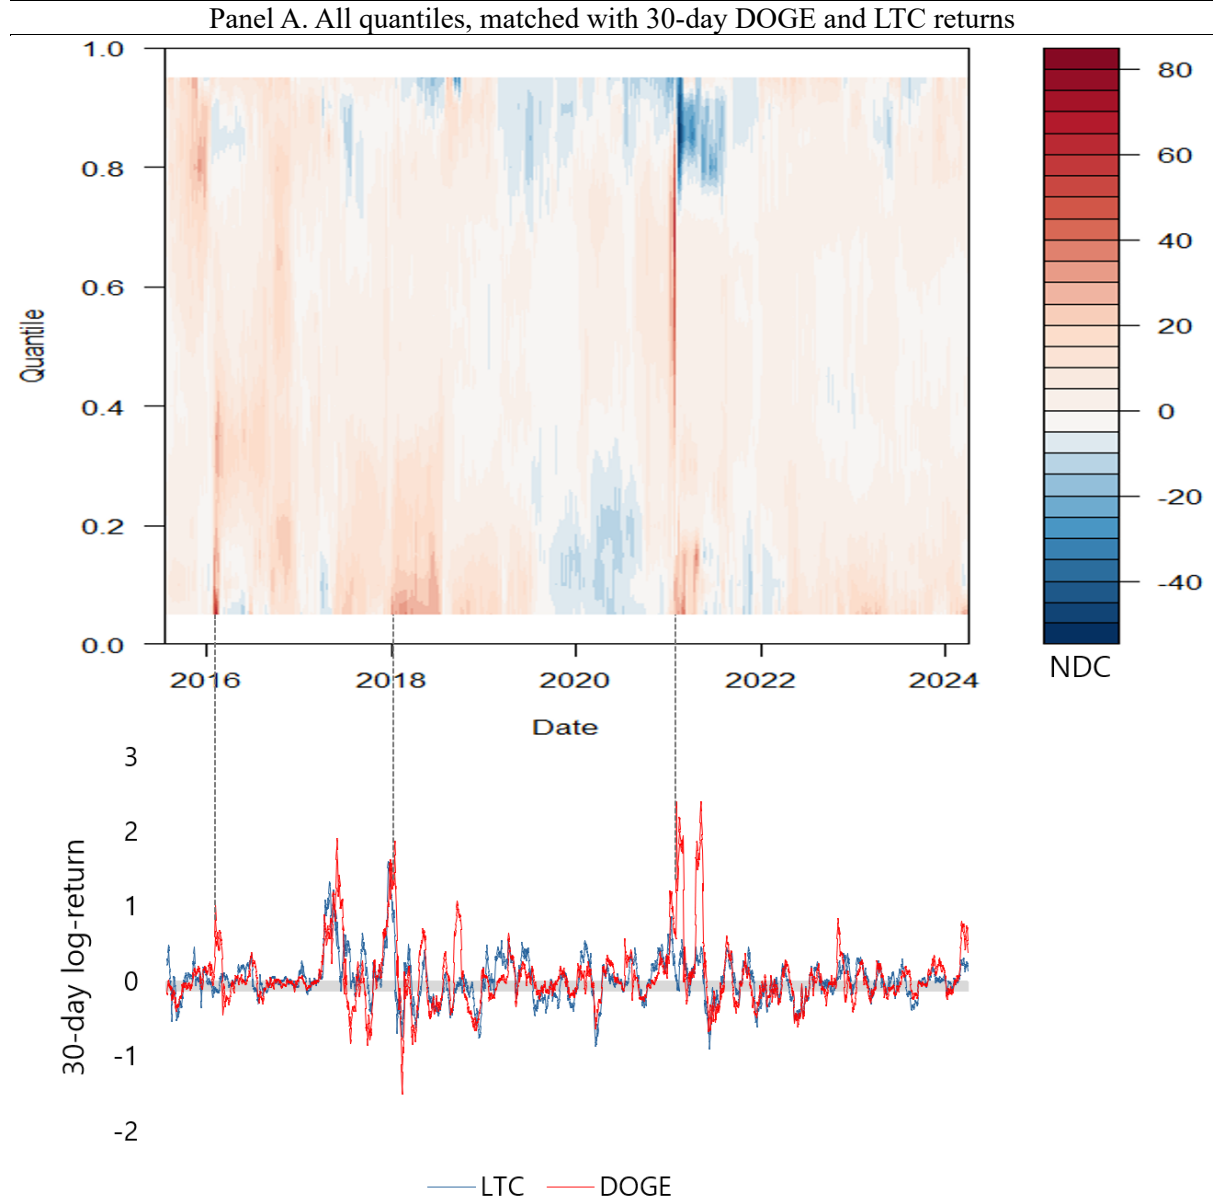 Panel A. All quantiles, matched with 30-day DOGE and LTC returns
1.0
0.8
0.6
0.4
0.2
0.0
Quantile
2016 2018 2020 2022 2024
Date
80
60
40
20
0
-20
-40
NDC
3
2
1
0
-1
-2
30-day log-return
LTC DOGE